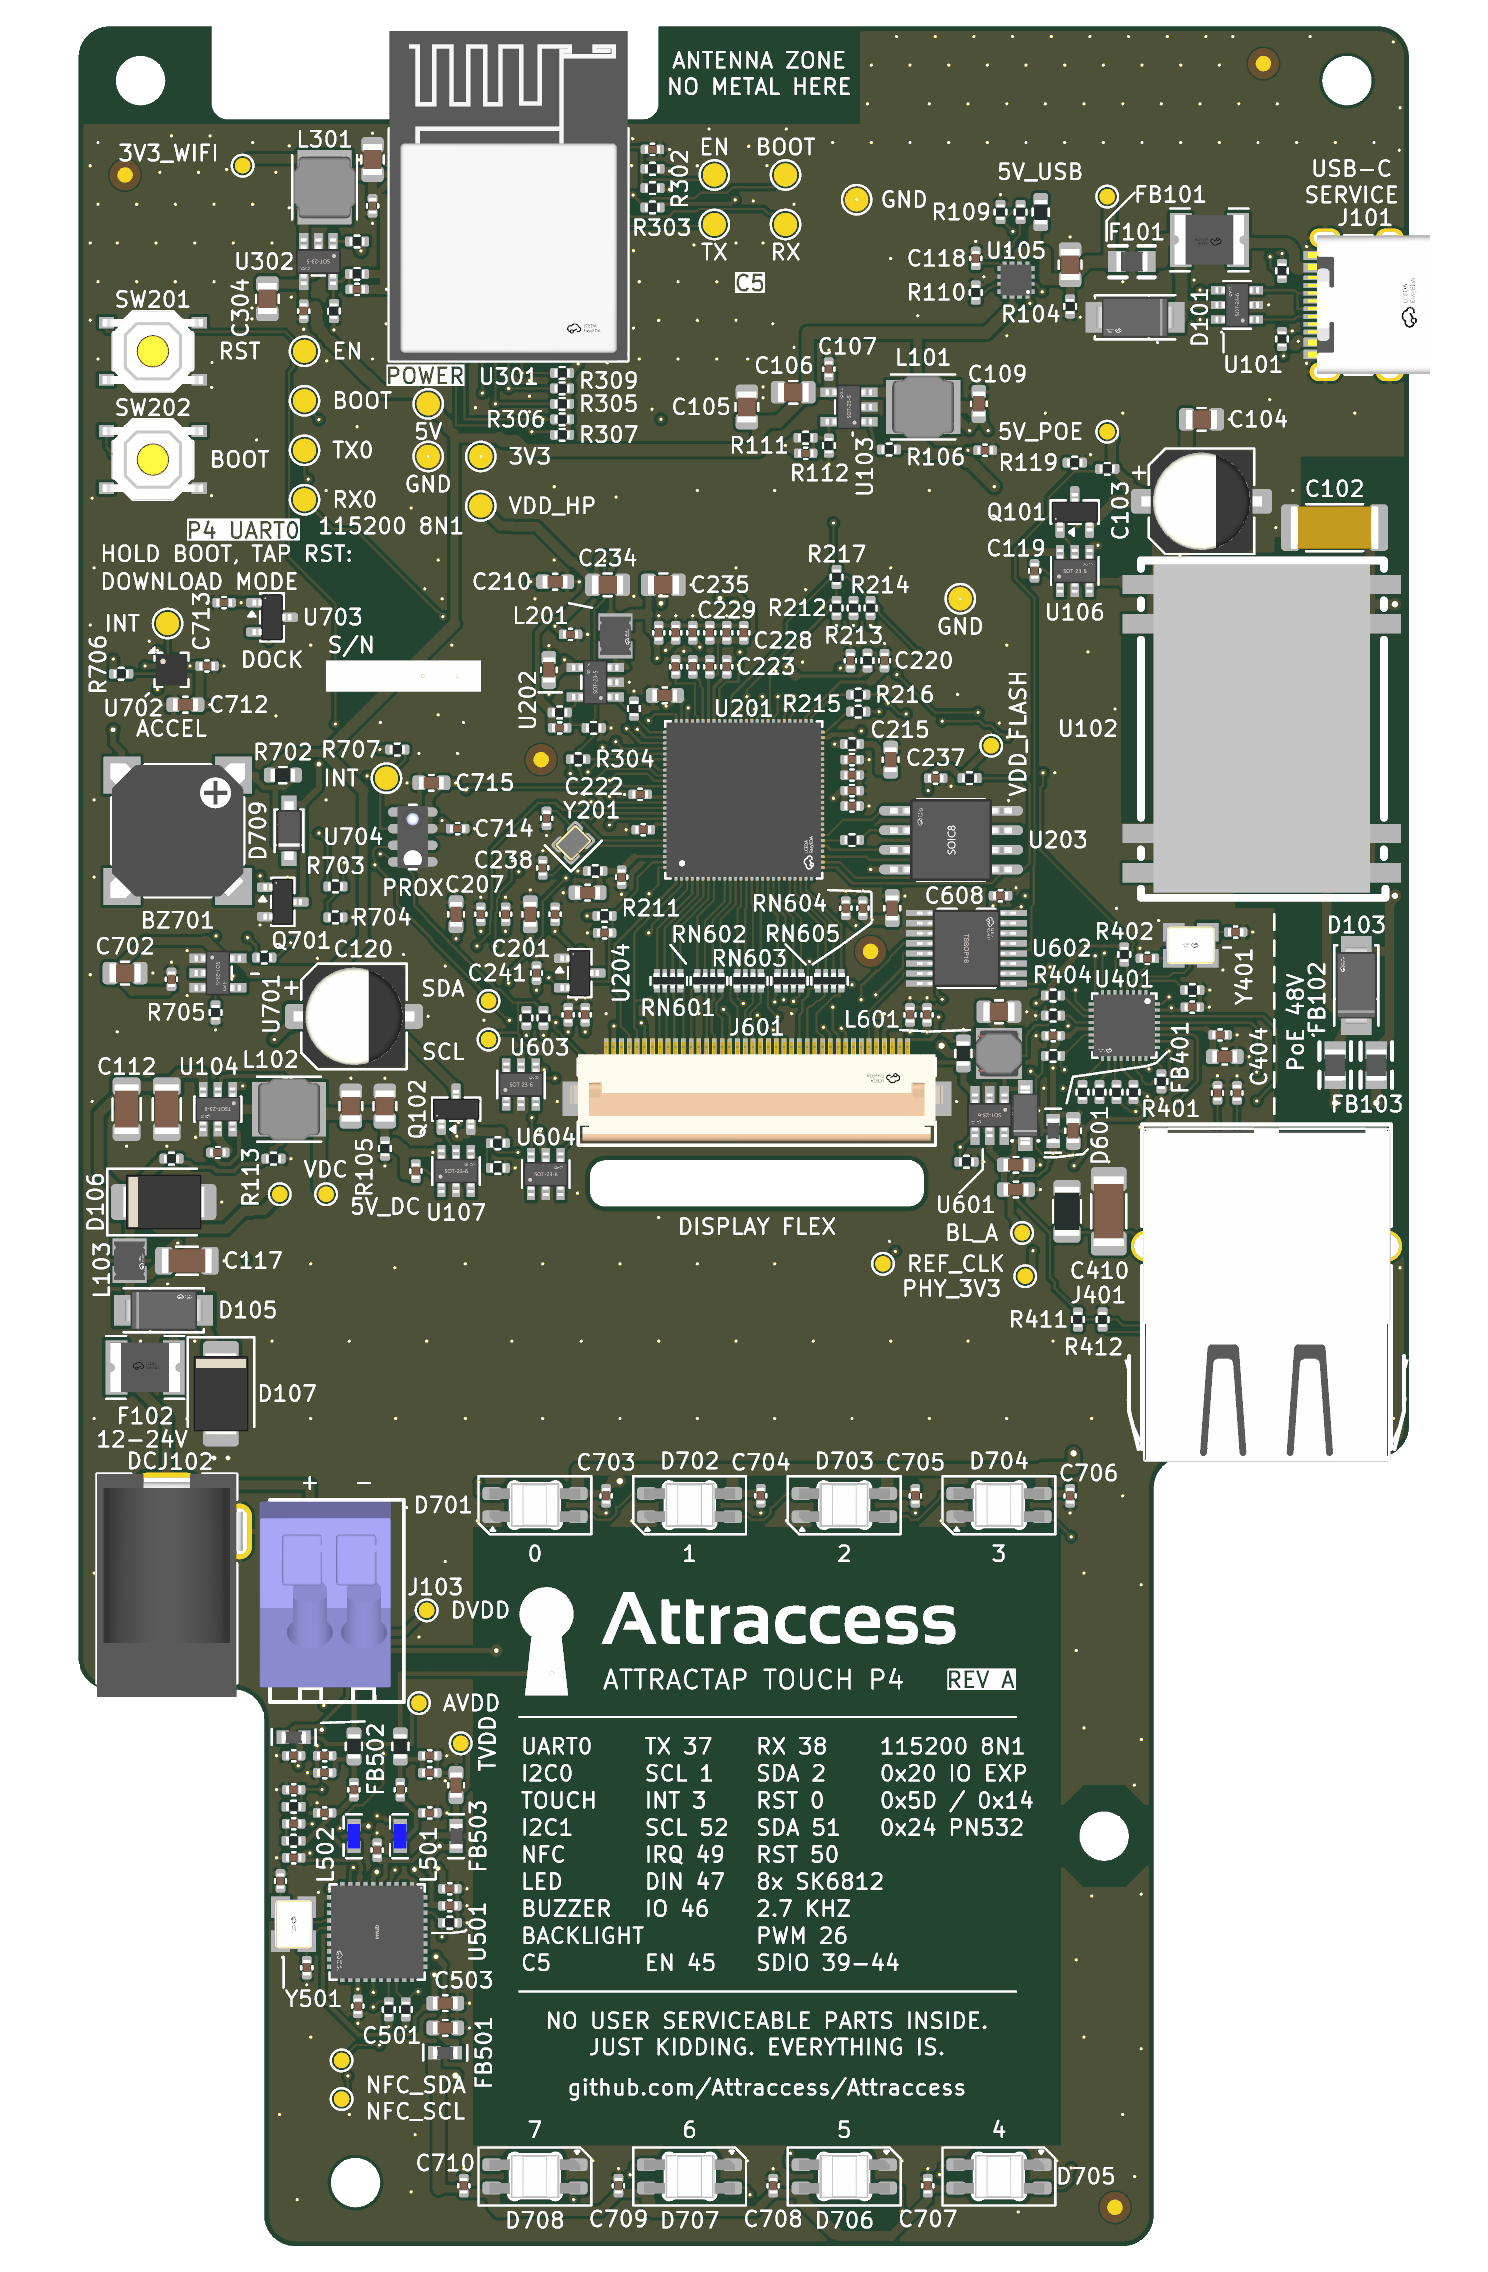 ANTENNA ZONE
NO METAL HERE
3V3_WIFI
L301
EN
BOOT
R302
R303
TX
RX
GND
5V_USB
USB-C
SERVICE
J101
FB101
R109
F101
U302
C304
C118
U105
C5
R110
R104
D101
U101
SW201
RST
EN
POWER
U301
R309
R305
R306
R307
C106
C107
L101
C109
C105
R111
R112
U103
R106
5V_POE
C104
R119
SW202
BOOT
BOOT
5V
TX0
GND
3V3
RX0
VDD_HP
P4 UART0
115200 8N1
HOLD BOOT, TAP RST:
DOWNLOAD MODE
Q101
C103
C102
C119
U106
C210
C234
C235
R217
R214
R212
R213
L201
C229
C228
C223
C220
GND
INT
C713
U703
DOCK
S/N
R706
U702
C712
ACCEL
U202
U201
R215
R216
C215
C237
VDD_FLASH
U102
R702
R707
INT
C715
R304
C222
Y201
D709
U704
C714
C238
R703
PROX
C207
R704
BZ701
Q701
R211
U203
SOIC8
C608
RN604
RN602
RN605
RN603
RN601
C702
C120
C201
C241
U204
SDA
SCL
R705
U701
J601
L601
U602
R404
R402
U401
Y401
PoE 48V
FB102
D103
C404
FB401
FB103
R401
C112
U104
L102
Q102
U603
U604
D601
U601
D106
R113
VDC
R105
5V_DC
U107
DISPLAY FLEX
BL_A
REF_CLK
PHY_3V3
C410
J401
R411
R412
L103
C117
D105
F102
D107
12-24V
DCJ102
+
-
D701
C703
D702
C704
D703
C705
D704
C706
0
1
2
3
J103
DVDD
Attraccess
ATTRACTAP TOUCH P4 REV A
AVDD
TVDD
FB502
UART0 TX 37 RX 38 115200 8N1
I2C0 SCL 1 SDA 2 0x20 IO EXP
TOUCH INT 3 RST 0 0x5D / 0x14
I2C1 SCL 52 SDA 51 0x24 PN532
NFC IRQ 49 RST 50
LED DIN 47 8x SK6812
BUZZER IO 46 2.7 KHZ
BACKLIGHT PWM 26
C5 EN 45 SDIO 39-44
L502
L501
FB503
U501
Y501
C503
C501
FB501
NO USER SERVICEABLE PARTS INSIDE.
JUST KIDDING. EVERYTHING IS.
github.com/Attraccess/Attraccess
NFC_SDA
NFC_SCL
7
6
5
4
C710
D708
C709
D707
C708
D706
C707
D705